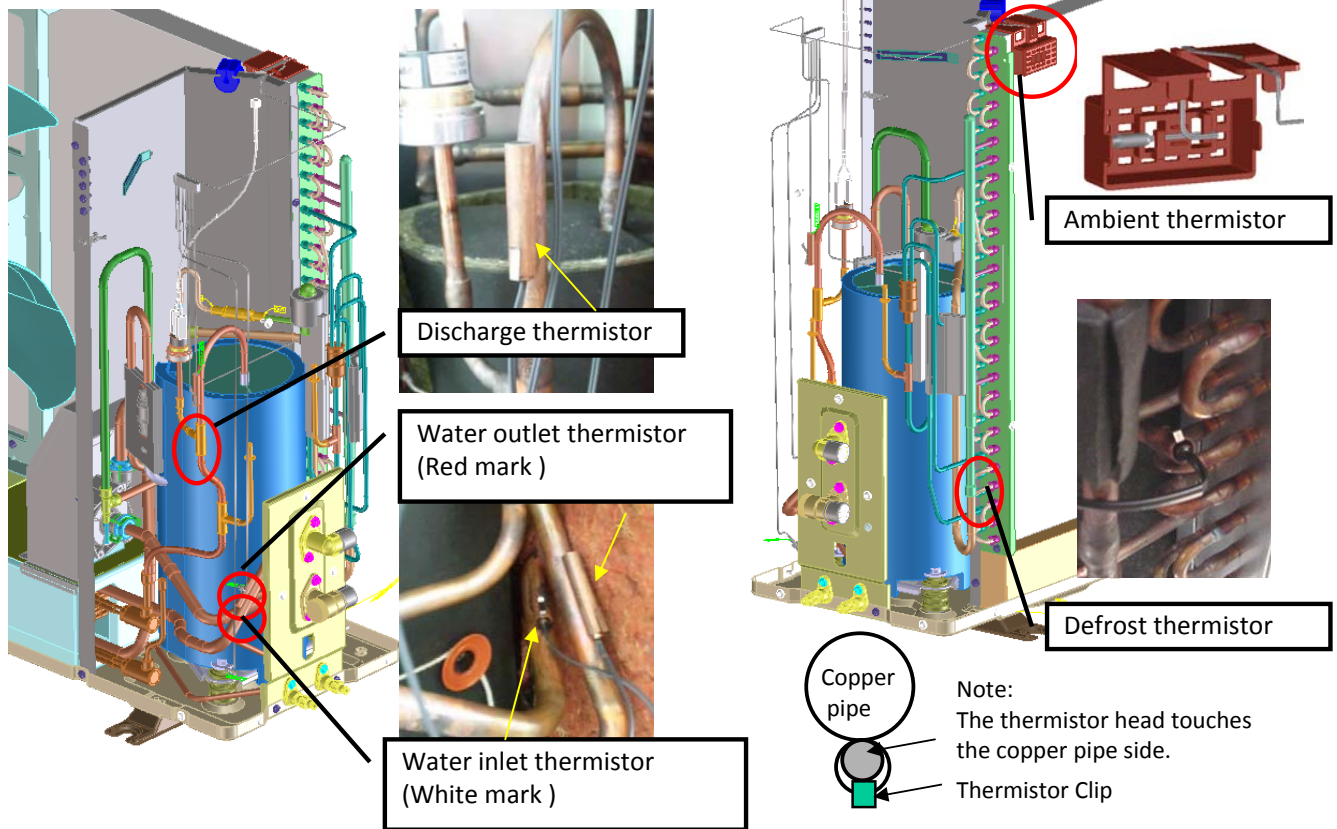 Discharge thermistor
Water outlet thermistor
(Red mark )
Water inlet thermistor
(White mark )
Ambient thermistor
Defrost thermistor
Copper
pipe
Note:
The thermistor head touches
the copper pipe side.
Thermistor Clip